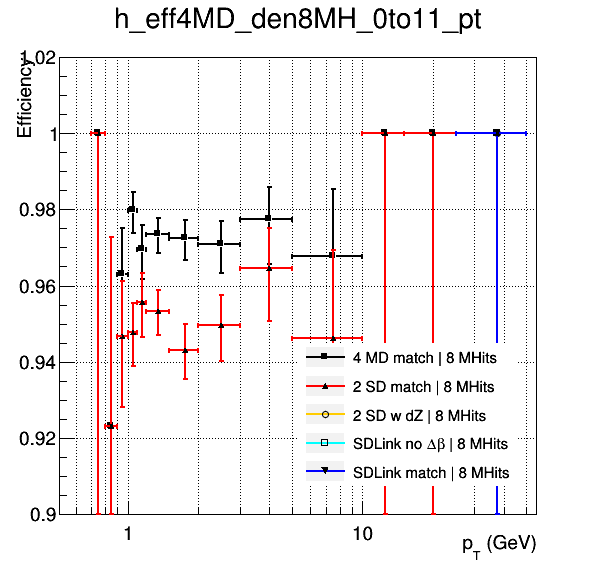 h_eff4MD_den8MH_0to11_pt
Efficiency
1.02
1
0.98
0.96
0.94
0.92
0.9
4 MD match | 8 MHits
2 SD match | 8 MHits
2 SD w dZ | 8 MHits
SDLink no Δβ | 8 MHits
SDLink match | 8 MHits
1 10
p_T (GeV)